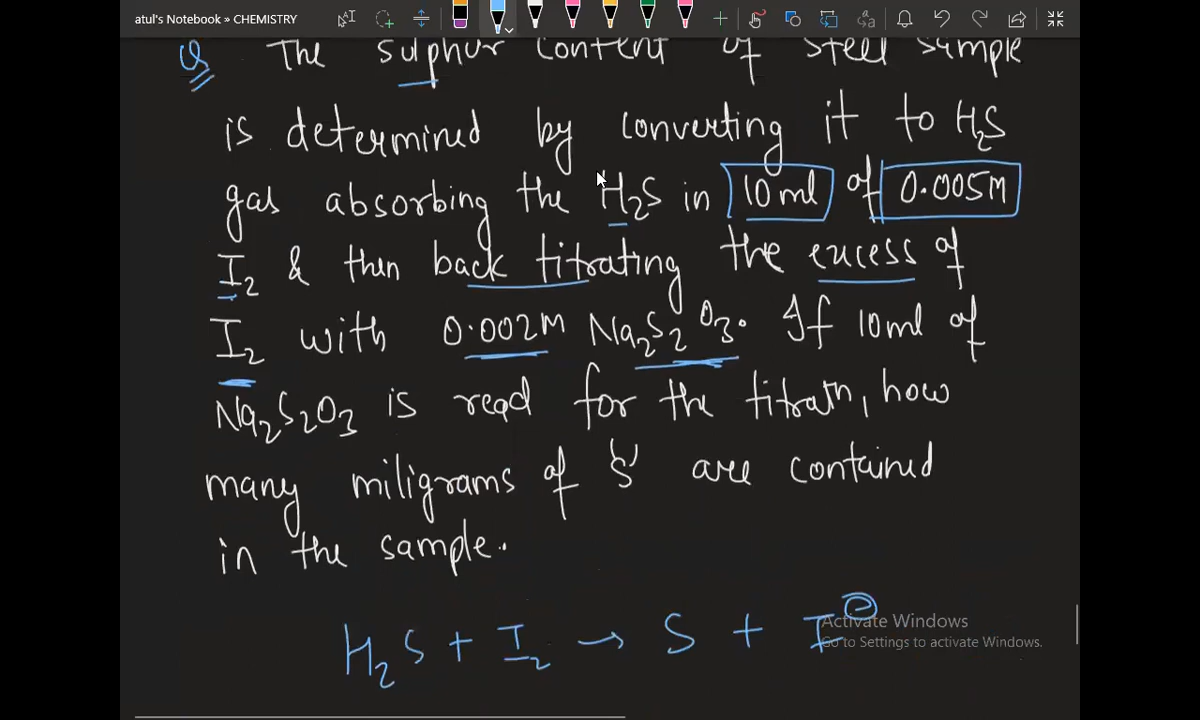 atul's Notebook » CHEMISTRY
Q The sulphur content of steel sample
is determined by converting it to H2S
gas absorbing the H2S in 10ml of 0.005M
I2 & then back titrating the excess of
I2 with 0.002M Na2S2O3. If 10ml of
Na2S2O3 is reqd for the titratn, how
many miligrams of 'S' are contained
in the sample.
H2S + I2 → S + I⊖
Activate Windows
Go to Settings to activate Windows.